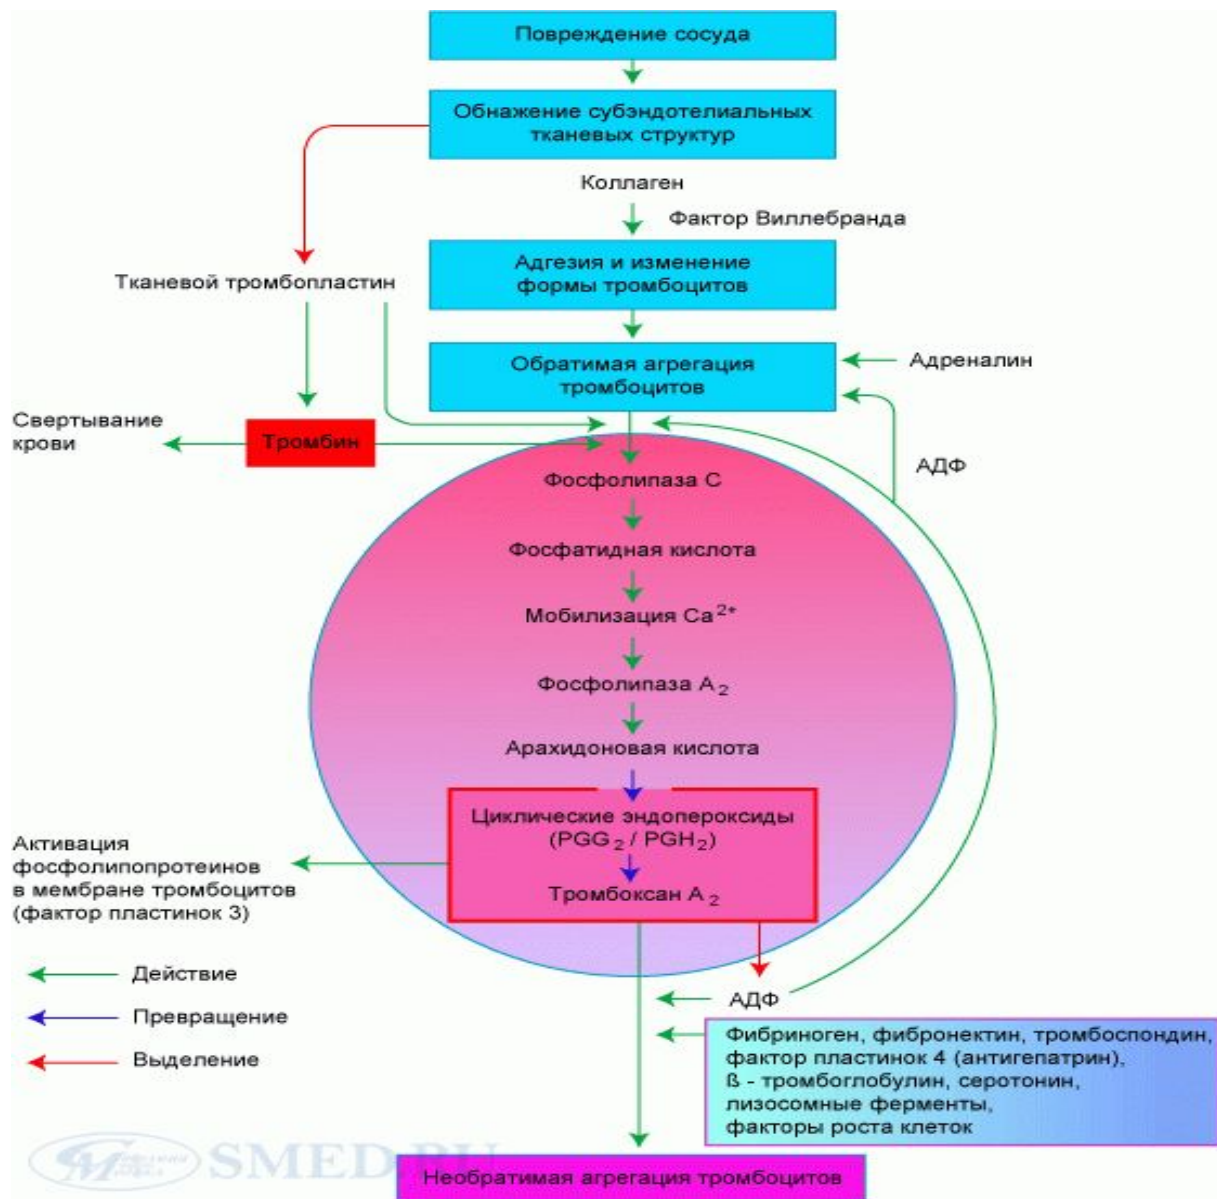 Повреждение сосуда
Обнажение субэндотелиальных
тканевых структур
Коллаген
Фактор Виллебранда
Адгезия и изменение
формы тромбоцитов
Тканевой тромбопластин
Обратимая агрегация
тромбоцитов
Адреналин
Свертывание
крови
Тромбин
АДФ
Фосфолипаза С
Фосфатидная кислота
Мобилизация Ca²⁺
Фосфолипаза А₂
Арахидоновая кислота
Циклические эндопероксиды
(PGG₂ / PGH₂)
Тромбоксан А₂
Активация
фосфолипопротеинов
в мембране тромбоцитов
(фактор пластинок 3)
Действие
Превращение
Выделение
АДФ
Фибриноген, фибронектин, тромбоспондин,
фактор пластинок 4 (антигепатрин),
ß - тромбоглобулин, серотонин,
лизосомные ферменты,
факторы роста клеток
SMED.RU
Необратимая агрегация тромбоцитов